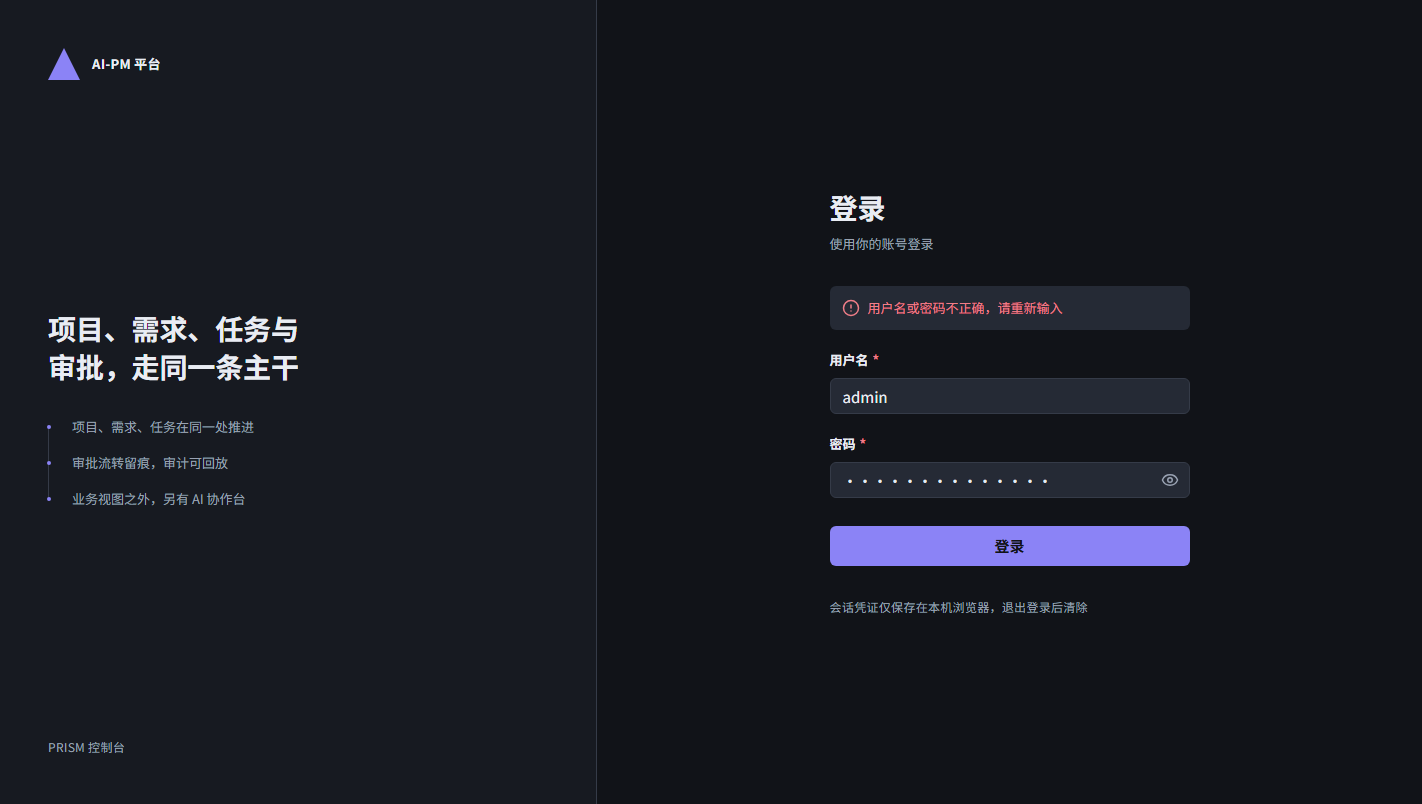 AI-PM 平台
项目、需求、任务与
审批，走同一条主干
项目、需求、任务在同一处推进
审批流转留痕，审计可回放
业务视图之外，另有 AI 协作台
PRISM 控制台
登录
使用你的账号登录
用户名或密码不正确，请重新输入
用户名 *
admin
密码 *
••••••••••••••
登录
会话凭证仅保存在本机浏览器，退出登录后清除